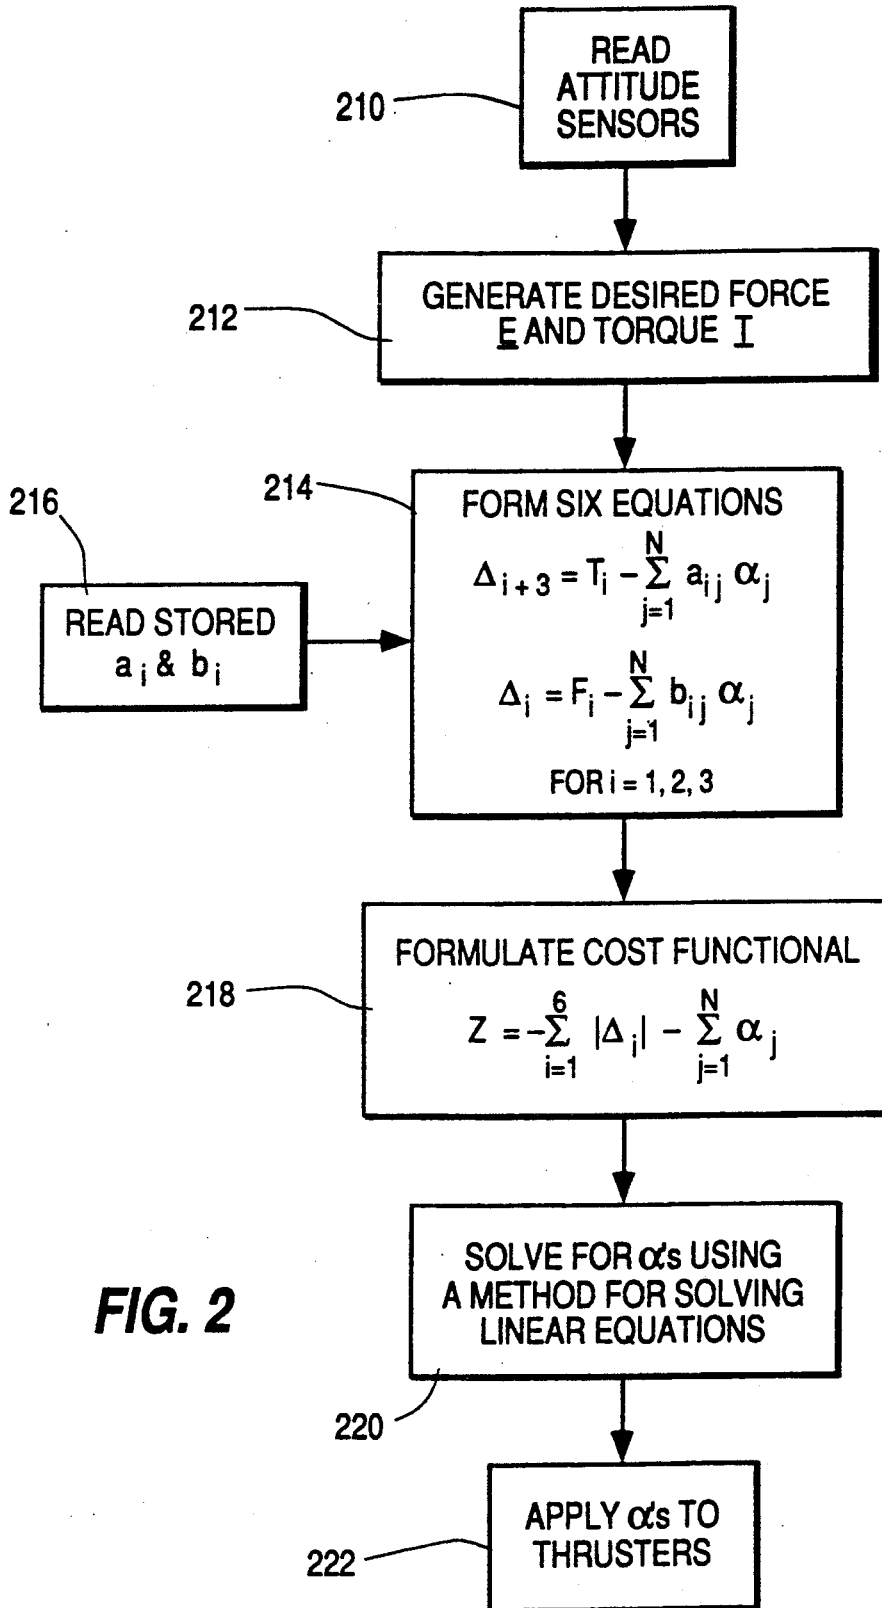 READ
ATTITUDE
SENSORS
210
GENERATE DESIRED FORCE
E AND TORQUE T
212
214
FORM SIX EQUATIONS
Δ i + 3 = T i – N Σ j=1 a i j α j
Δ i = F i – N Σ j=1 b i j α j
FOR i = 1, 2, 3
216
READ STORED
a i & b i
FORMULATE COST FUNCTIONAL
Z = – 6 Σ i=1 |Δ i| – N Σ j=1 α j
218
SOLVE FOR α's USING
A METHOD FOR SOLVING
LINEAR EQUATIONS
220
FIG. 2
APPLY α's TO
THRUSTERS
222